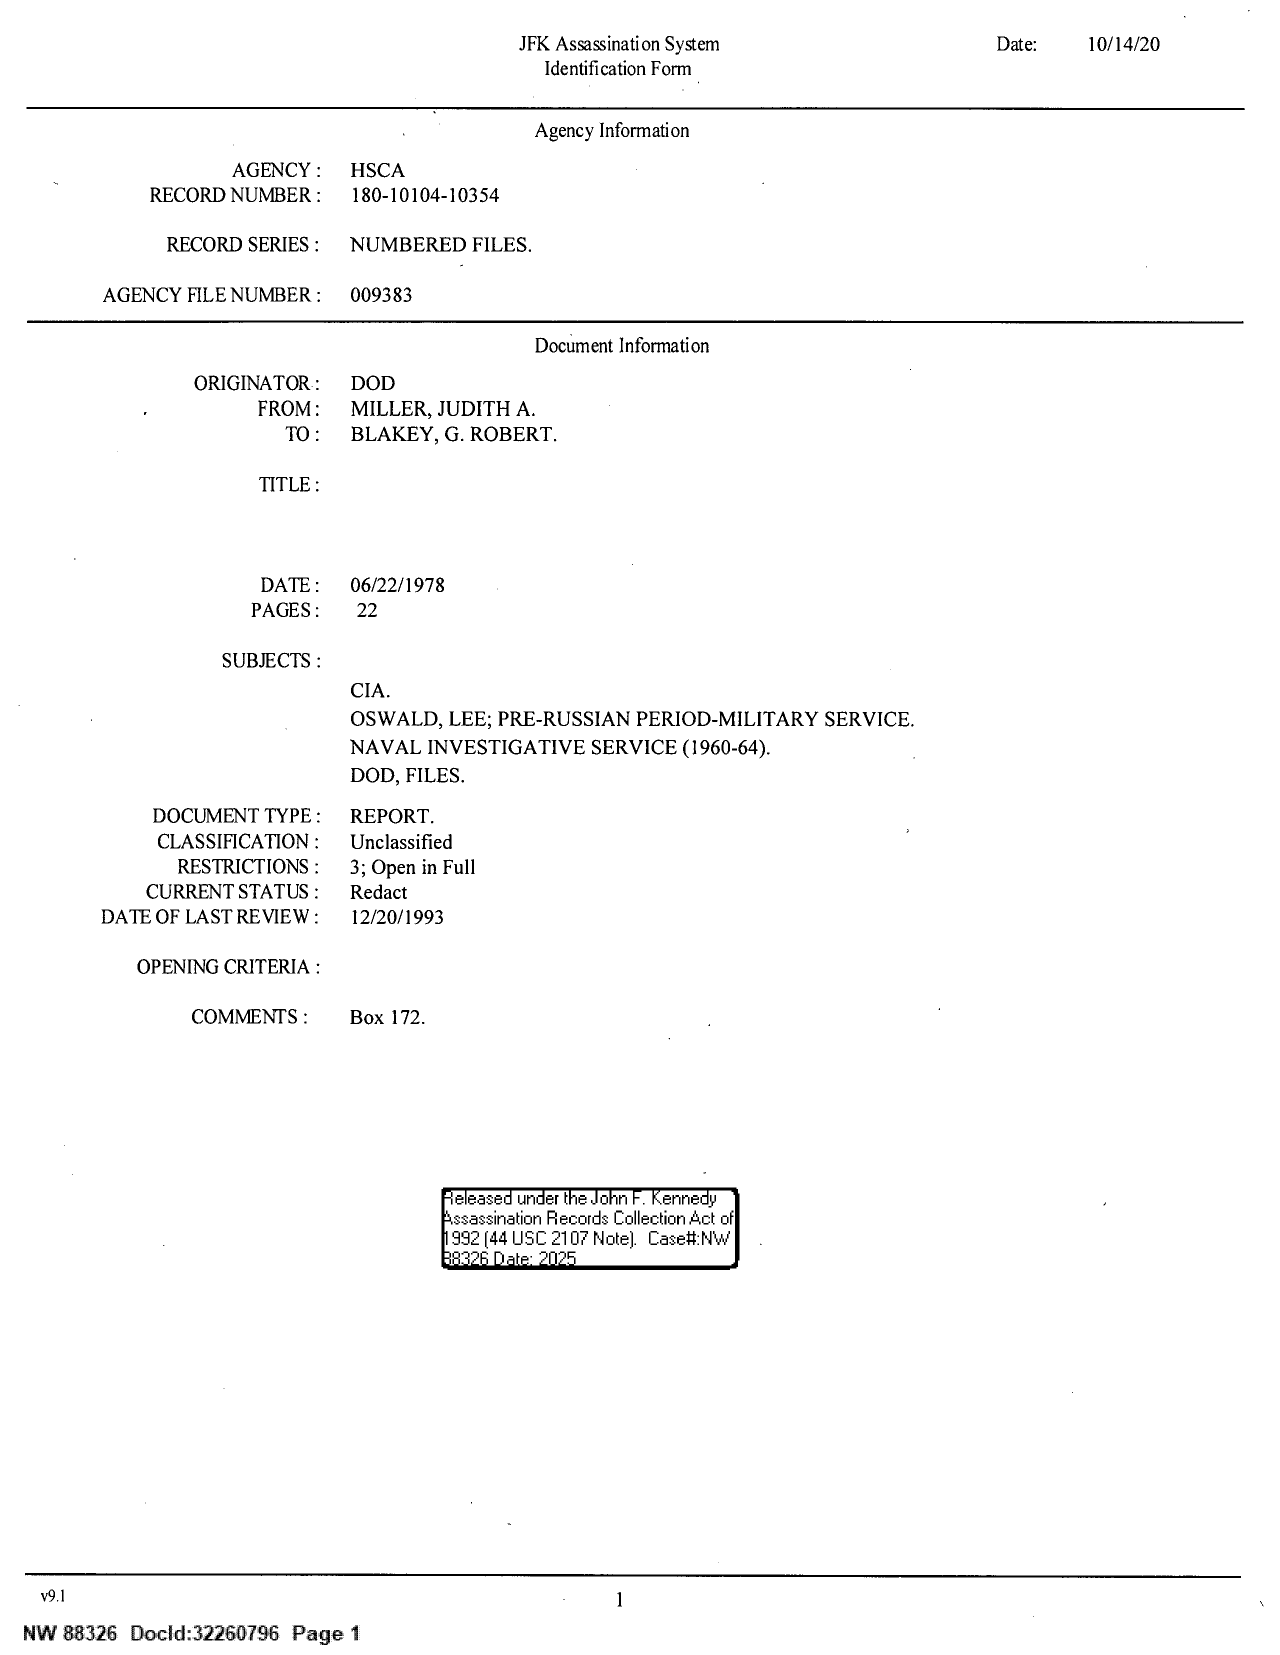 JFK Assassination System
Date: 10/14/20
Identification Form
Agency Information
AGENCY : HSCA
RECORD NUMBER : 180-10104-10354
RECORD SERIES : NUMBERED FILES.
AGENCY FILE NUMBER : 009383
Document Information
ORIGINATOR : DOD
FROM : MILLER, JUDITH A.
TO : BLAKEY, G. ROBERT.
TITLE :
DATE : 06/22/1978
PAGES : 22
SUBJECTS :
CIA.
OSWALD, LEE; PRE-RUSSIAN PERIOD-MILITARY SERVICE.
NAVAL INVESTIGATIVE SERVICE (1960-64).
DOD, FILES.
DOCUMENT TYPE : REPORT.
CLASSIFICATION : Unclassified
RESTRICTIONS : 3; Open in Full
CURRENT STATUS : Redact
DATE OF LAST REVIEW : 12/20/1993
OPENING CRITERIA :
COMMENTS : Box 172.
Released under the John F. Kennedy
Assassination Records Collection Act of
1992 (44 USC 2107 Note). Case#:NW
88326 Date: 2025
v9.1
1
NW 88326 DocId:32260796 Page 1